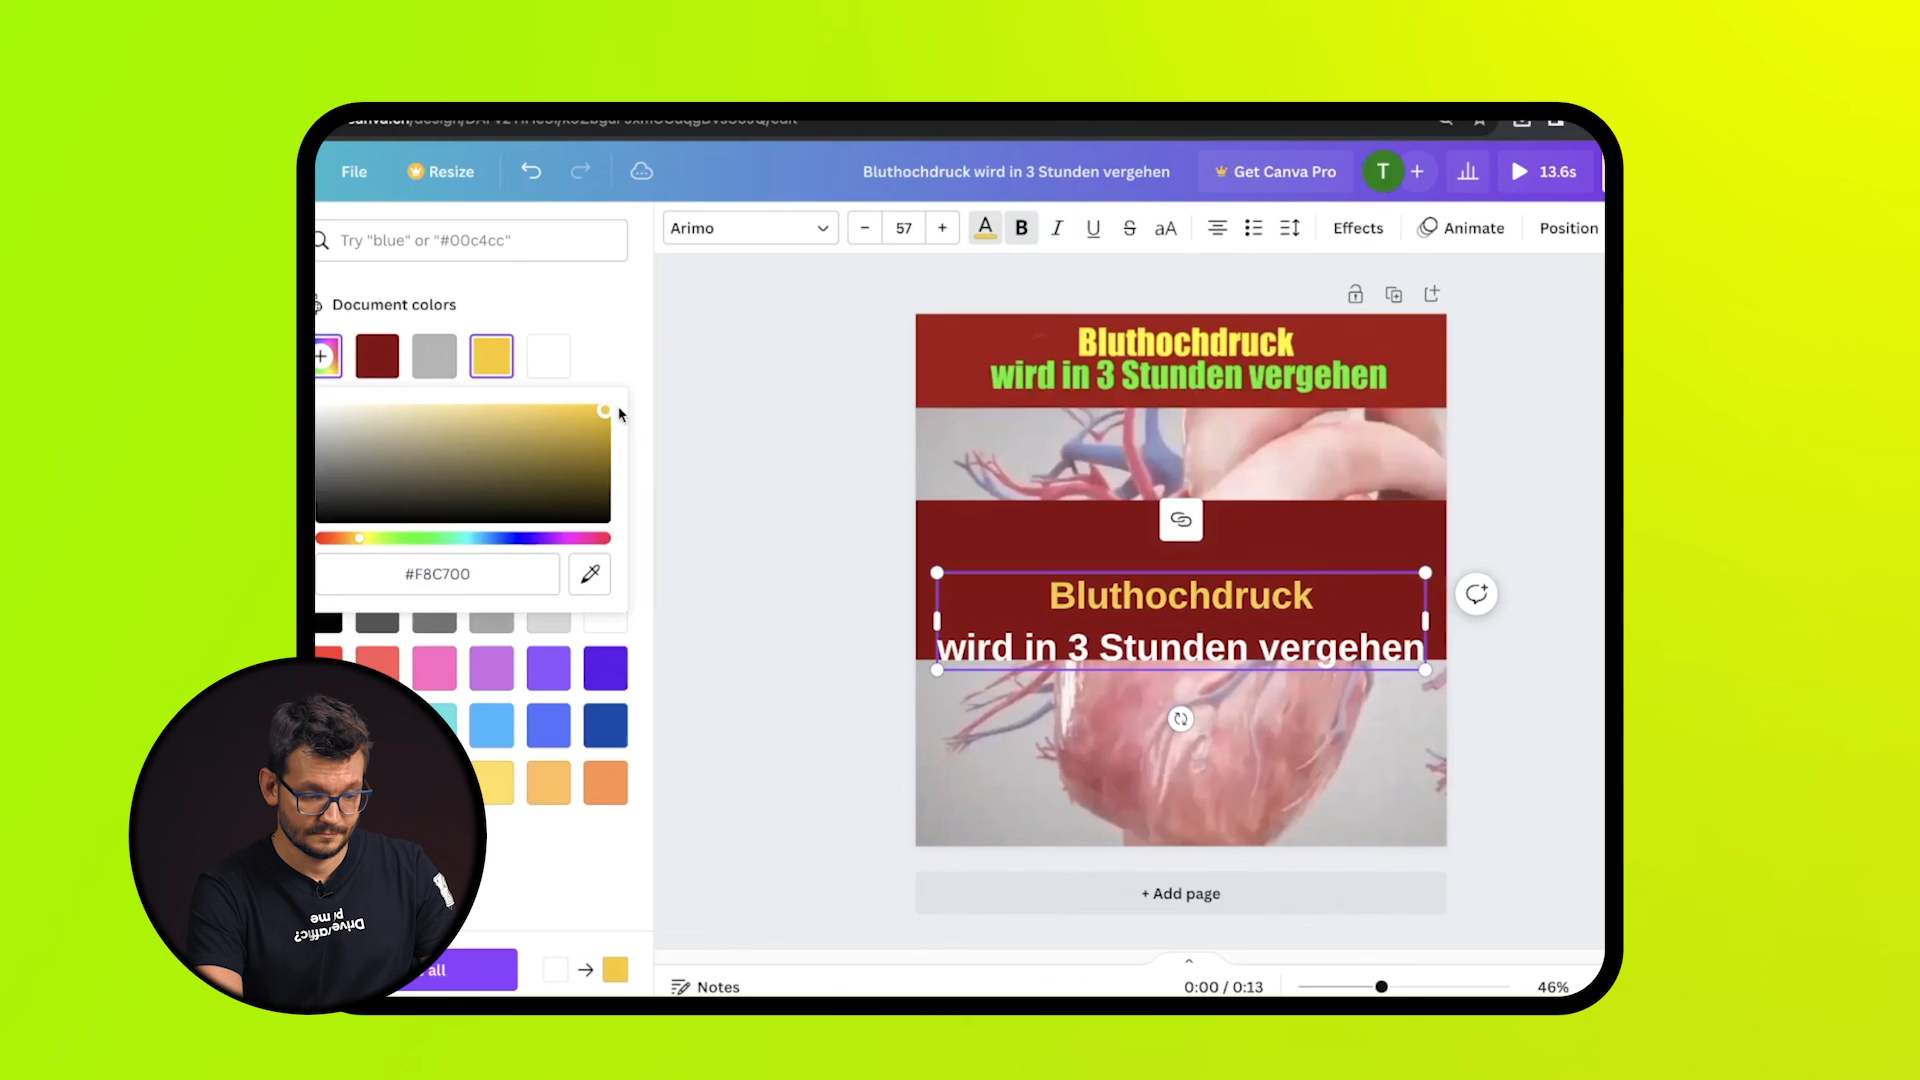 File
Resize
Bluthochdruck wird in 3 Stunden vergehen
Get Canva Pro
T
13.6s
Try "blue" or "#00c4cc"
Arimo
57
A
B
I
U
S
aA
Effects
Animate
Position
Document colors
Bluthochdruck
wird in 3 Stunden vergehen
#F8C700
Bluthochdruck
wird in 3 Stunden vergehen
+ Add page
all
Notes
0:00 / 0:13
46%